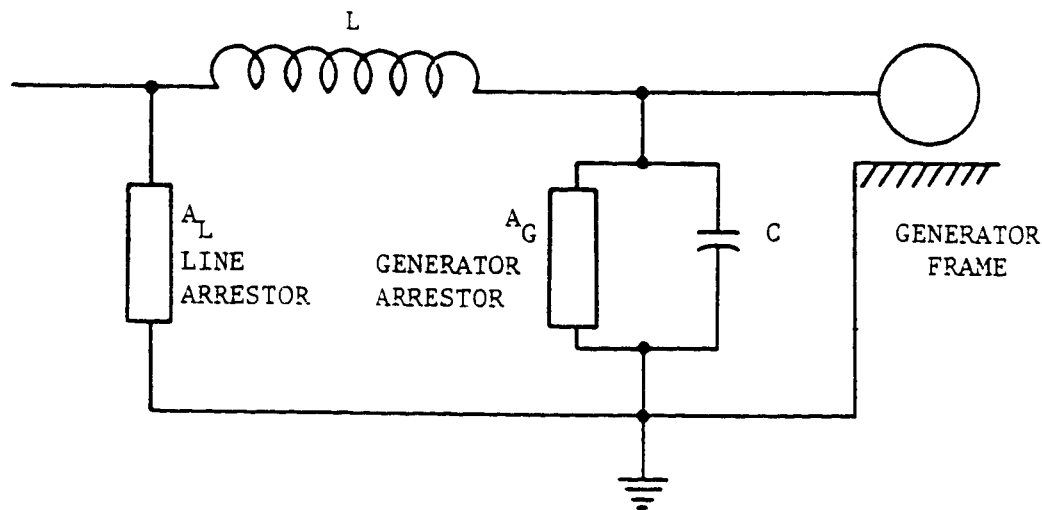 L
A_L
LINE
ARRESTOR
A_G
GENERATOR
ARRESTOR
C
GENERATOR
FRAME